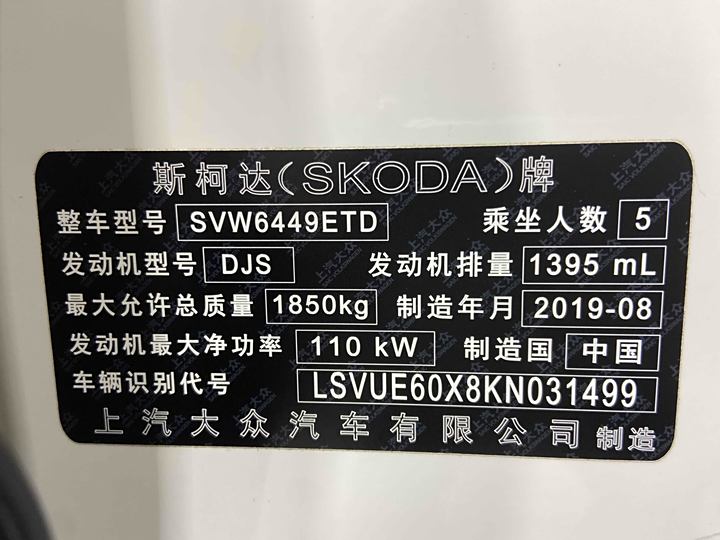 斯柯达(SKODA)牌
整车型号 SVW6449ETD 乘坐人数 5
发动机型号 DJS 发动机排量 1395 mL
最大允许总质量 1850kg 制造年月 2019-08
发动机最大净功率 110 kW 制造国 中国
车辆识别代号 LSVUE60X8KN031499
上汽大众汽车有限公司 制造